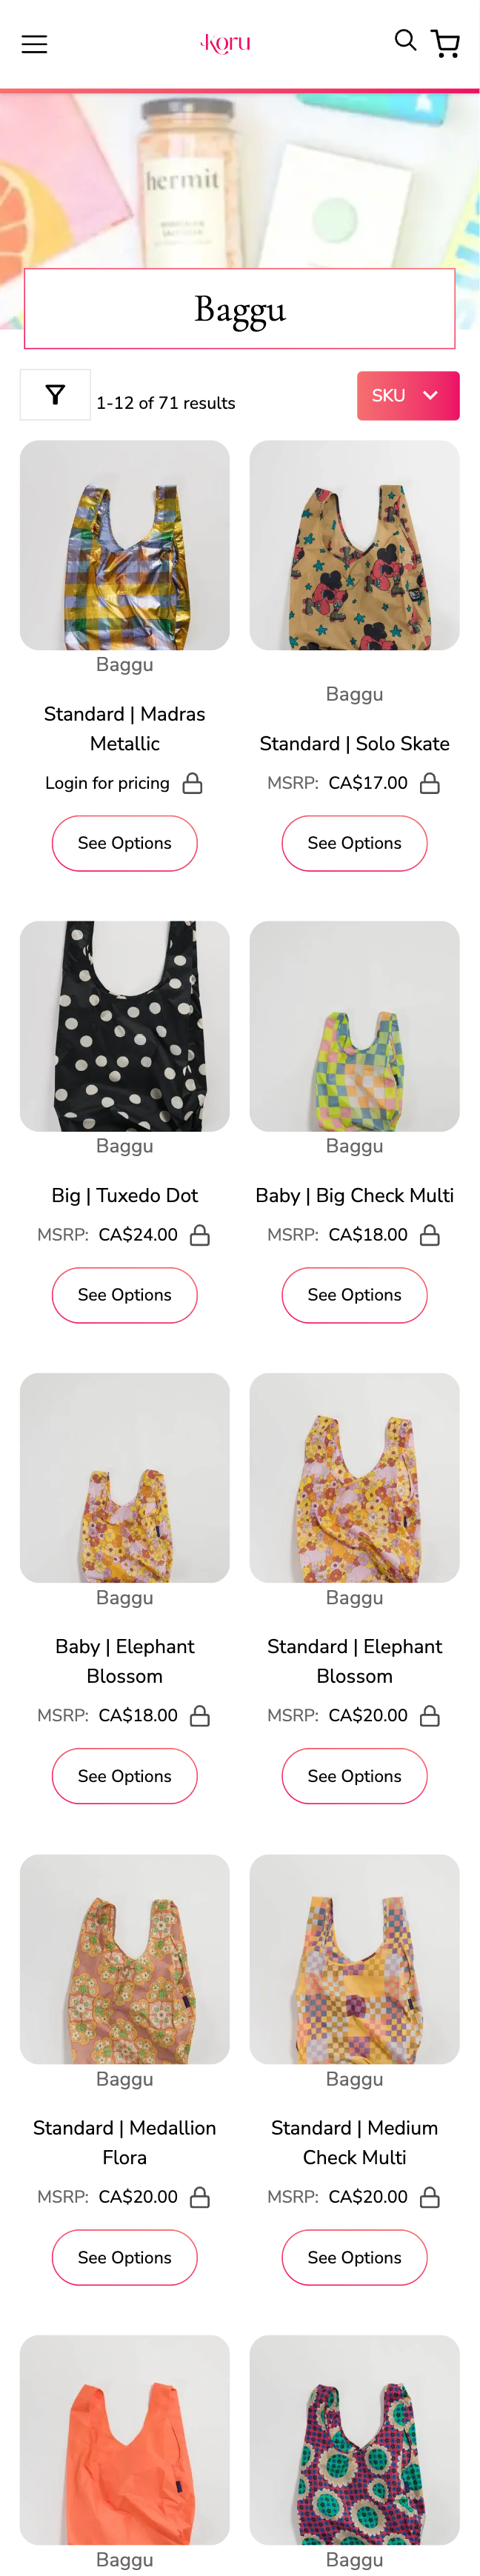 Koru
hermit
Baggu
1-12 of 71 results
SKU
Baggu
Standard | Madras
Metallic
Login for pricing
See Options
Baggu
Standard | Solo Skate
MSRP: CA$17.00
See Options
Baggu
Big | Tuxedo Dot
MSRP: CA$24.00
See Options
Baggu
Baby | Big Check Multi
MSRP: CA$18.00
See Options
Baggu
Baby | Elephant
Blossom
MSRP: CA$18.00
See Options
Baggu
Standard | Elephant
Blossom
MSRP: CA$20.00
See Options
Baggu
Standard | Medallion
Flora
MSRP: CA$20.00
See Options
Baggu
Standard | Medium
Check Multi
MSRP: CA$20.00
See Options
Baggu
Baggu